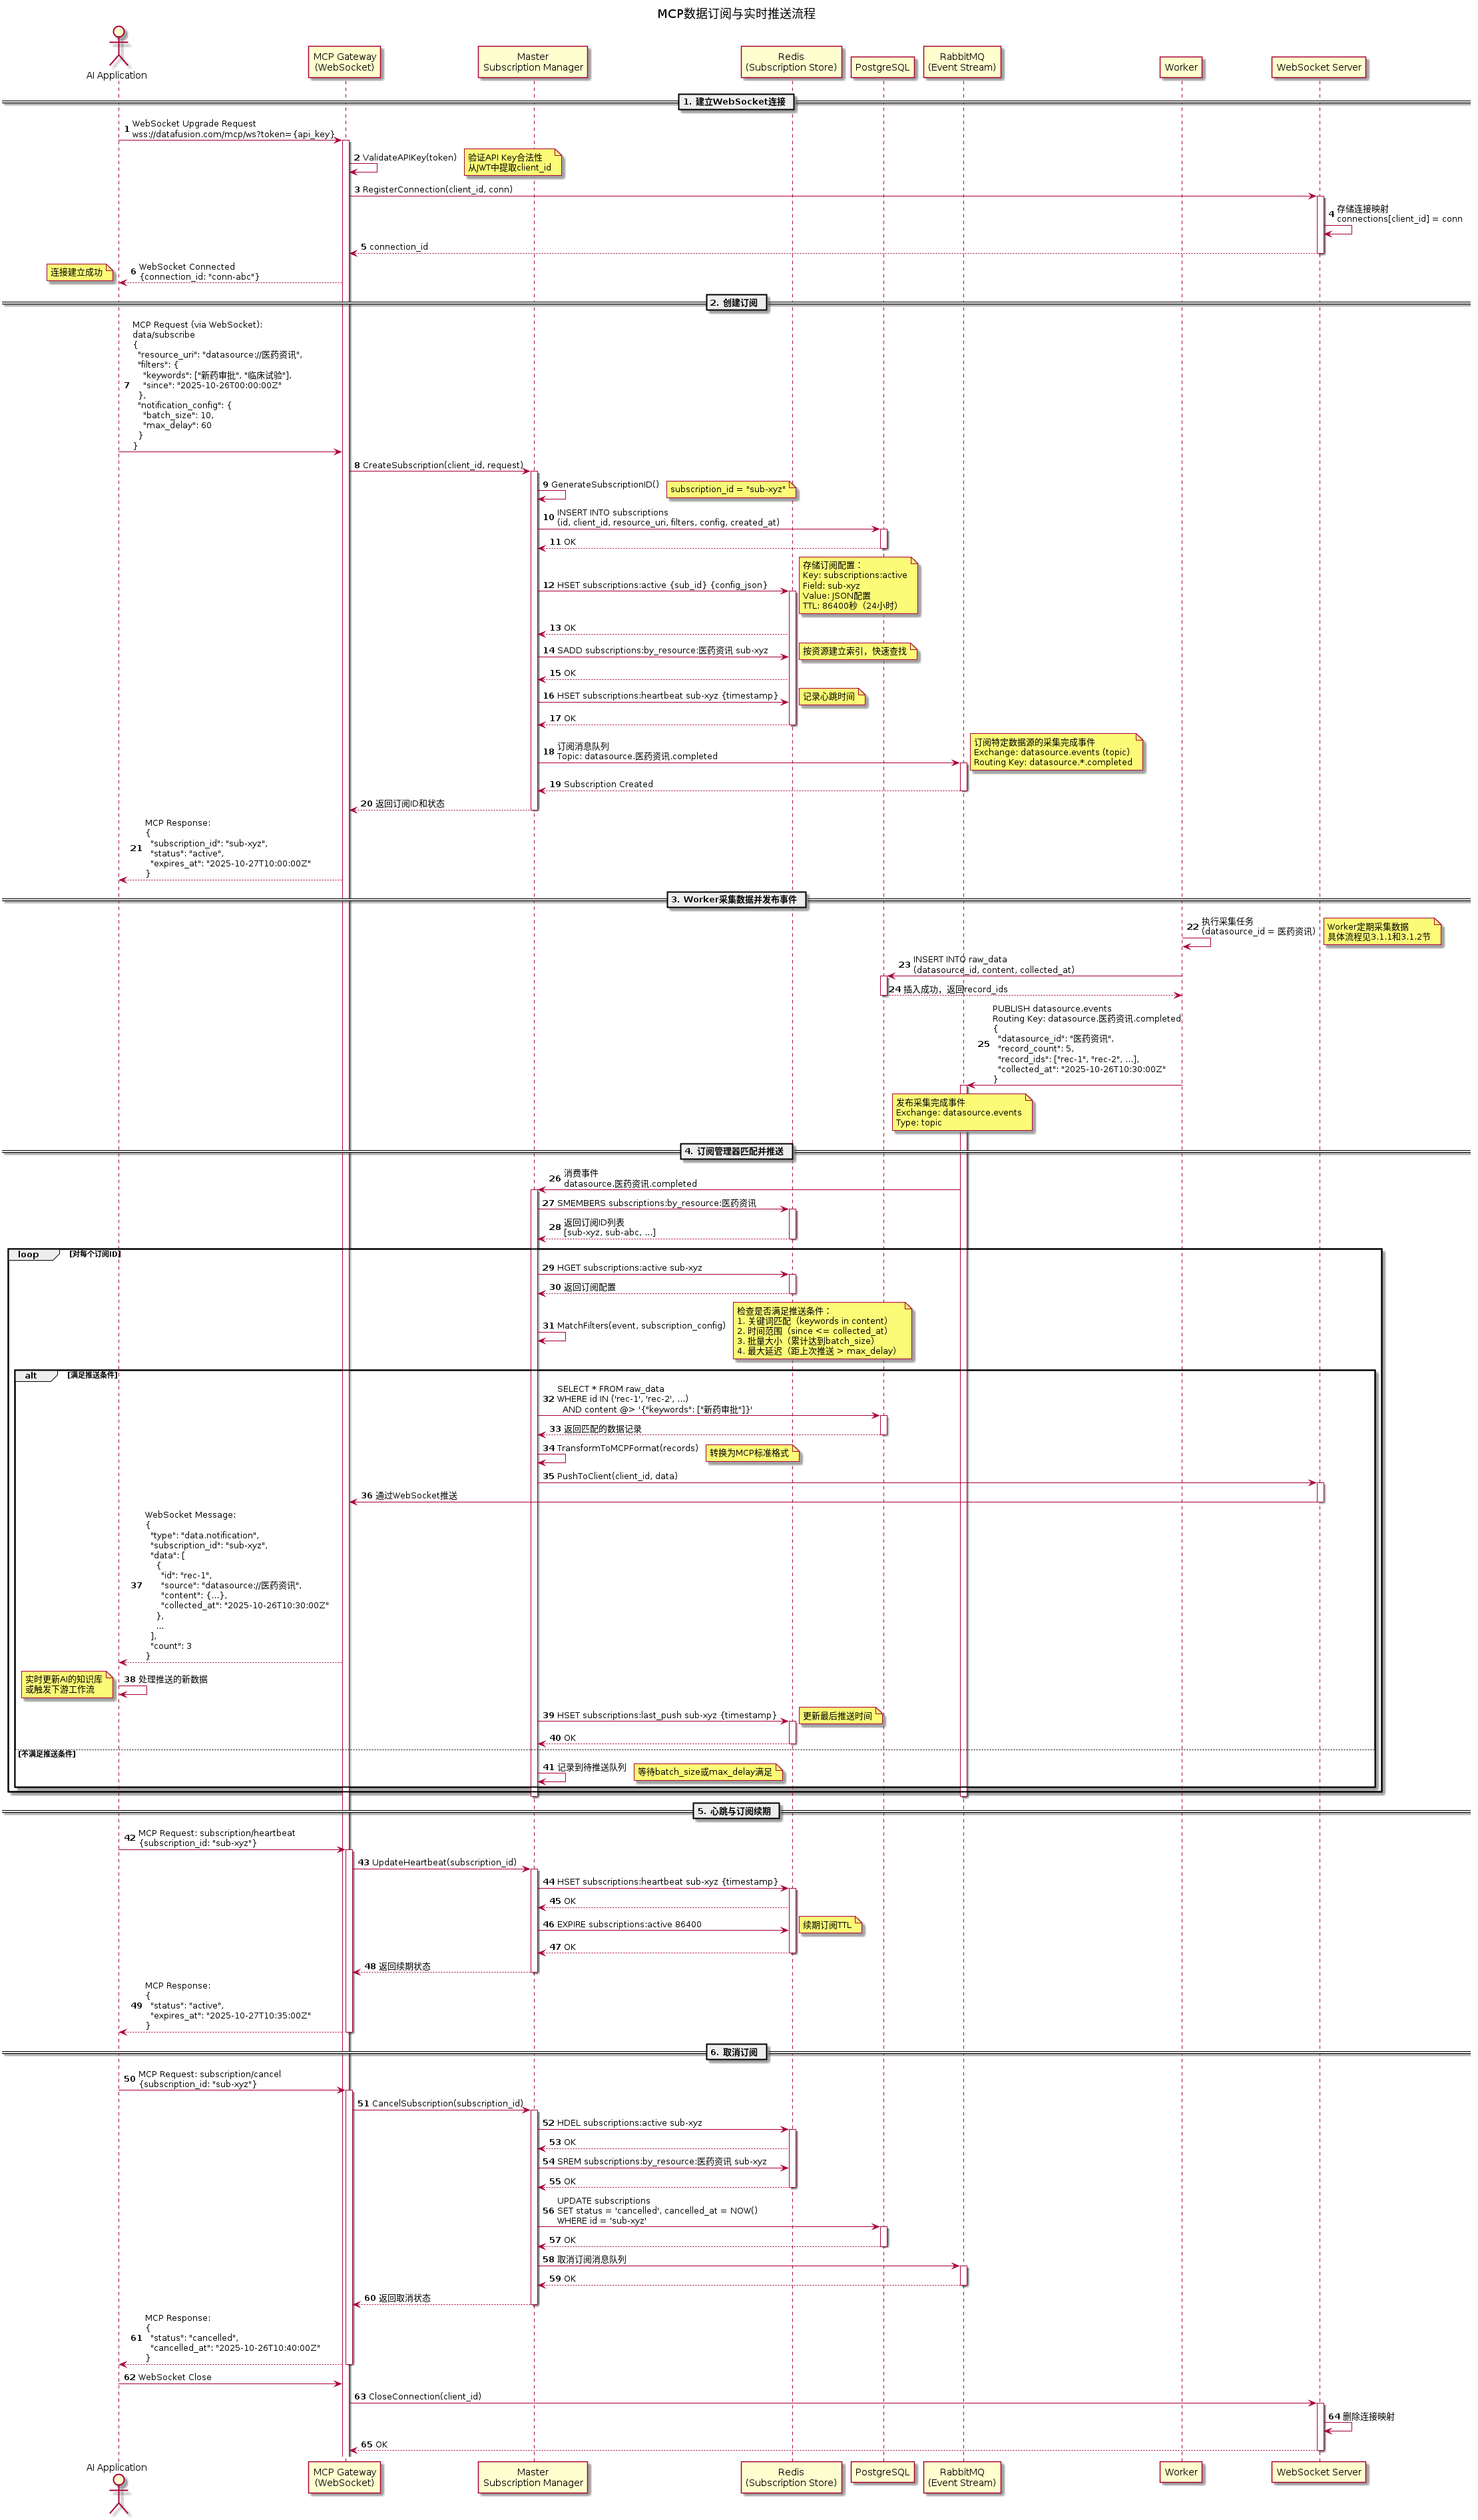 MCP数据订阅与实时推送流程
AI Application
MCP Gateway
(WebSocket)
Master
Subscription Manager
Redis
(Subscription Store)
PostgreSQL
RabbitMQ
(Event Stream)
Worker
WebSocket Server
1. 建立WebSocket连接
1 WebSocket Upgrade Request
wss://datafusion.com/mcp/ws?token={api_key}
2 ValidateAPIKey(token)
验证API Key合法性
从JWT中提取client_id
3 RegisterConnection(client_id, conn)
4 存储连接映射
connections[client_id] = conn
5 connection_id
连接建立成功
6 WebSocket Connected
{connection_id: "conn-abc"}
2. 创建订阅
MCP Request (via WebSocket):
data/subscribe
{
"resource_uri": "datasource://医药资讯",
"filters": {
"keywords": ["新药审批", "临床试验"],
7 "since": "2025-10-26T00:00:00Z"
},
"notification_config": {
"batch_size": 10,
"max_delay": 60
}
}
8 CreateSubscription(client_id, request)
9 GenerateSubscriptionID()
subscription_id = "sub-xyz"
10 INSERT INTO subscriptions
(id, client_id, resource_uri, filters, config, created_at)
11 OK
12 HSET subscriptions:active {sub_id} {config_json}
存储订阅配置：
Key: subscriptions:active
Field: sub-xyz
Value: JSON配置
TTL: 86400秒（24小时）
13 OK
14 SADD subscriptions:by_resource:医药资讯 sub-xyz
按资源建立索引，快速查找
15 OK
16 HSET subscriptions:heartbeat sub-xyz {timestamp}
记录心跳时间
17 OK
18 订阅消息队列
Topic: datasource.医药资讯.completed
订阅特定数据源的采集完成事件
Exchange: datasource.events (topic)
Routing Key: datasource.*.completed
19 Subscription Created
20 返回订阅ID和状态
MCP Response:
{
"subscription_id": "sub-xyz",
21 "status": "active",
"expires_at": "2025-10-27T10:00:00Z"
}
3. Worker采集数据并发布事件
22 执行采集任务
(datasource_id = 医药资讯)
Worker定期采集数据
具体流程见3.1.1和3.1.2节
23 INSERT INTO raw_data
(datasource_id, content, collected_at)
24 插入成功，返回record_ids
PUBLISH datasource.events
Routing Key: datasource.医药资讯.completed
{
"datasource_id": "医药资讯",
25 "record_count": 5,
"record_ids": ["rec-1", "rec-2", ...],
"collected_at": "2025-10-26T10:30:00Z"
}
发布采集完成事件
Exchange: datasource.events
Type: topic
4. 订阅管理器匹配并推送
26 消费事件
datasource.医药资讯.completed
27 SMEMBERS subscriptions:by_resource:医药资讯
28 返回订阅ID列表
[sub-xyz, sub-abc, ...]
loop [对每个订阅ID]
29 HGET subscriptions:active sub-xyz
30 返回订阅配置
31 MatchFilters(event, subscription_config)
检查是否满足推送条件：
1. 关键词匹配（keywords in content）
2. 时间范围（since <= collected_at）
3. 批量大小（累计达到batch_size）
4. 最大延迟（距上次推送 > max_delay）
alt [满足推送条件]
SELECT * FROM raw_data
32 WHERE id IN ('rec-1', 'rec-2', ...)
AND content @> '{"keywords": ["新药审批"]}'
33 返回匹配的数据记录
34 TransformToMCPFormat(records)
转换为MCP标准格式
35 PushToClient(client_id, data)
36 通过WebSocket推送
WebSocket Message:
{
"type": "data.notification",
"subscription_id": "sub-xyz",
"data": [
{
"id": "rec-1",
37 "source": "datasource://医药资讯",
"content": {...},
"collected_at": "2025-10-26T10:30:00Z"
},
...
],
"count": 3
}
实时更新AI的知识库
或触发下游工作流
38 处理推送的新数据
39 HSET subscriptions:last_push sub-xyz {timestamp}
更新最后推送时间
40 OK
[不满足推送条件]
41 记录到待推送队列
等待batch_size或max_delay满足
5. 心跳与订阅续期
42 MCP Request: subscription/heartbeat
{subscription_id: "sub-xyz"}
43 UpdateHeartbeat(subscription_id)
44 HSET subscriptions:heartbeat sub-xyz {timestamp}
45 OK
46 EXPIRE subscriptions:active 86400
续期订阅TTL
47 OK
48 返回续期状态
MCP Response:
{
49 "status": "active",
"expires_at": "2025-10-27T10:35:00Z"
}
6. 取消订阅
50 MCP Request: subscription/cancel
{subscription_id: "sub-xyz"}
51 CancelSubscription(subscription_id)
52 HDEL subscriptions:active sub-xyz
53 OK
54 SREM subscriptions:by_resource:医药资讯 sub-xyz
55 OK
UPDATE subscriptions
56 SET status = 'cancelled', cancelled_at = NOW()
WHERE id = 'sub-xyz'
57 OK
58 取消订阅消息队列
59 OK
60 返回取消状态
MCP Response:
{
61 "status": "cancelled",
"cancelled_at": "2025-10-26T10:40:00Z"
}
62 WebSocket Close
63 CloseConnection(client_id)
64 删除连接映射
65 OK
AI Application
MCP Gateway
(WebSocket)
Master
Subscription Manager
Redis
(Subscription Store)
PostgreSQL
RabbitMQ
(Event Stream)
Worker
WebSocket Server